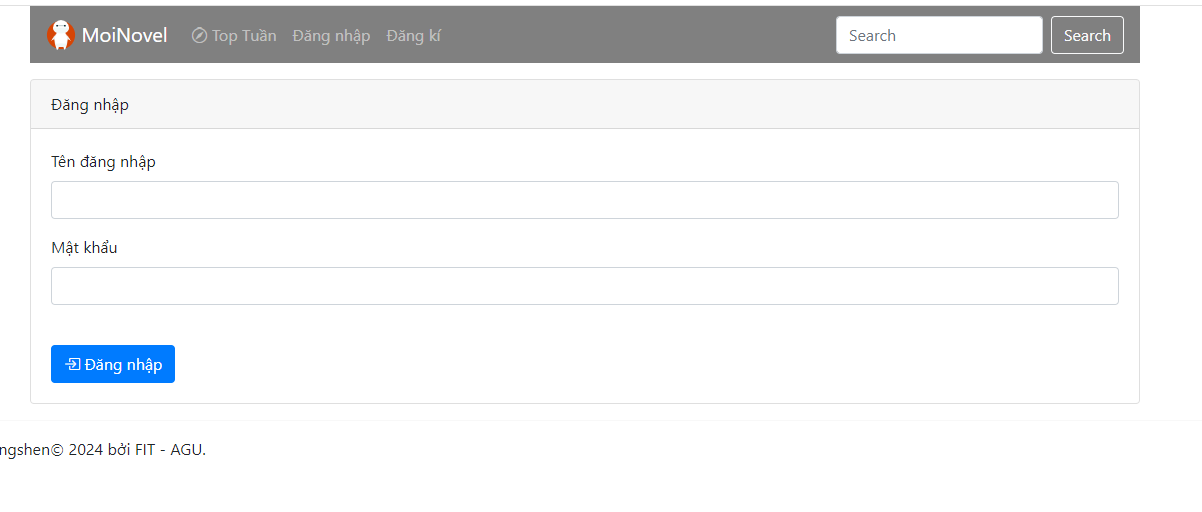 MoiNovel Top Tuần Đăng nhập Đăng kí Search Search
Đăng nhập
Tên đăng nhập
Mật khẩu
Đăng nhập
ngshen© 2024 bởi FIT - AGU.